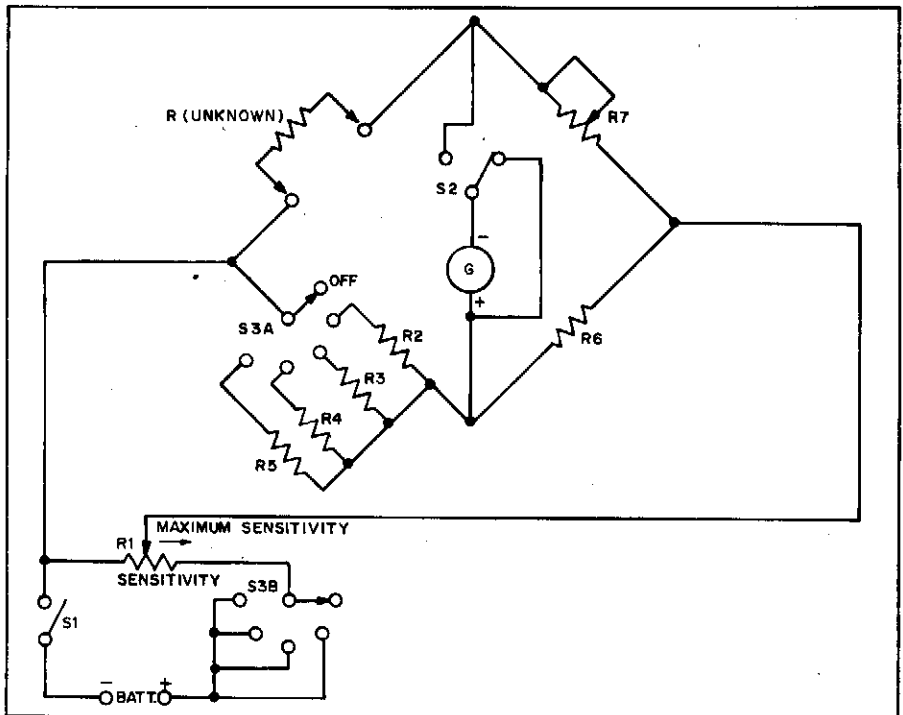 R (UNKNOWN)
R7
S2
-
G
+
OFF
S3A
R2
R6
R3
R4
R5
MAXIMUM SENSITIVITY
R1
SENSITIVITY
S3B
S1
- BATT. +